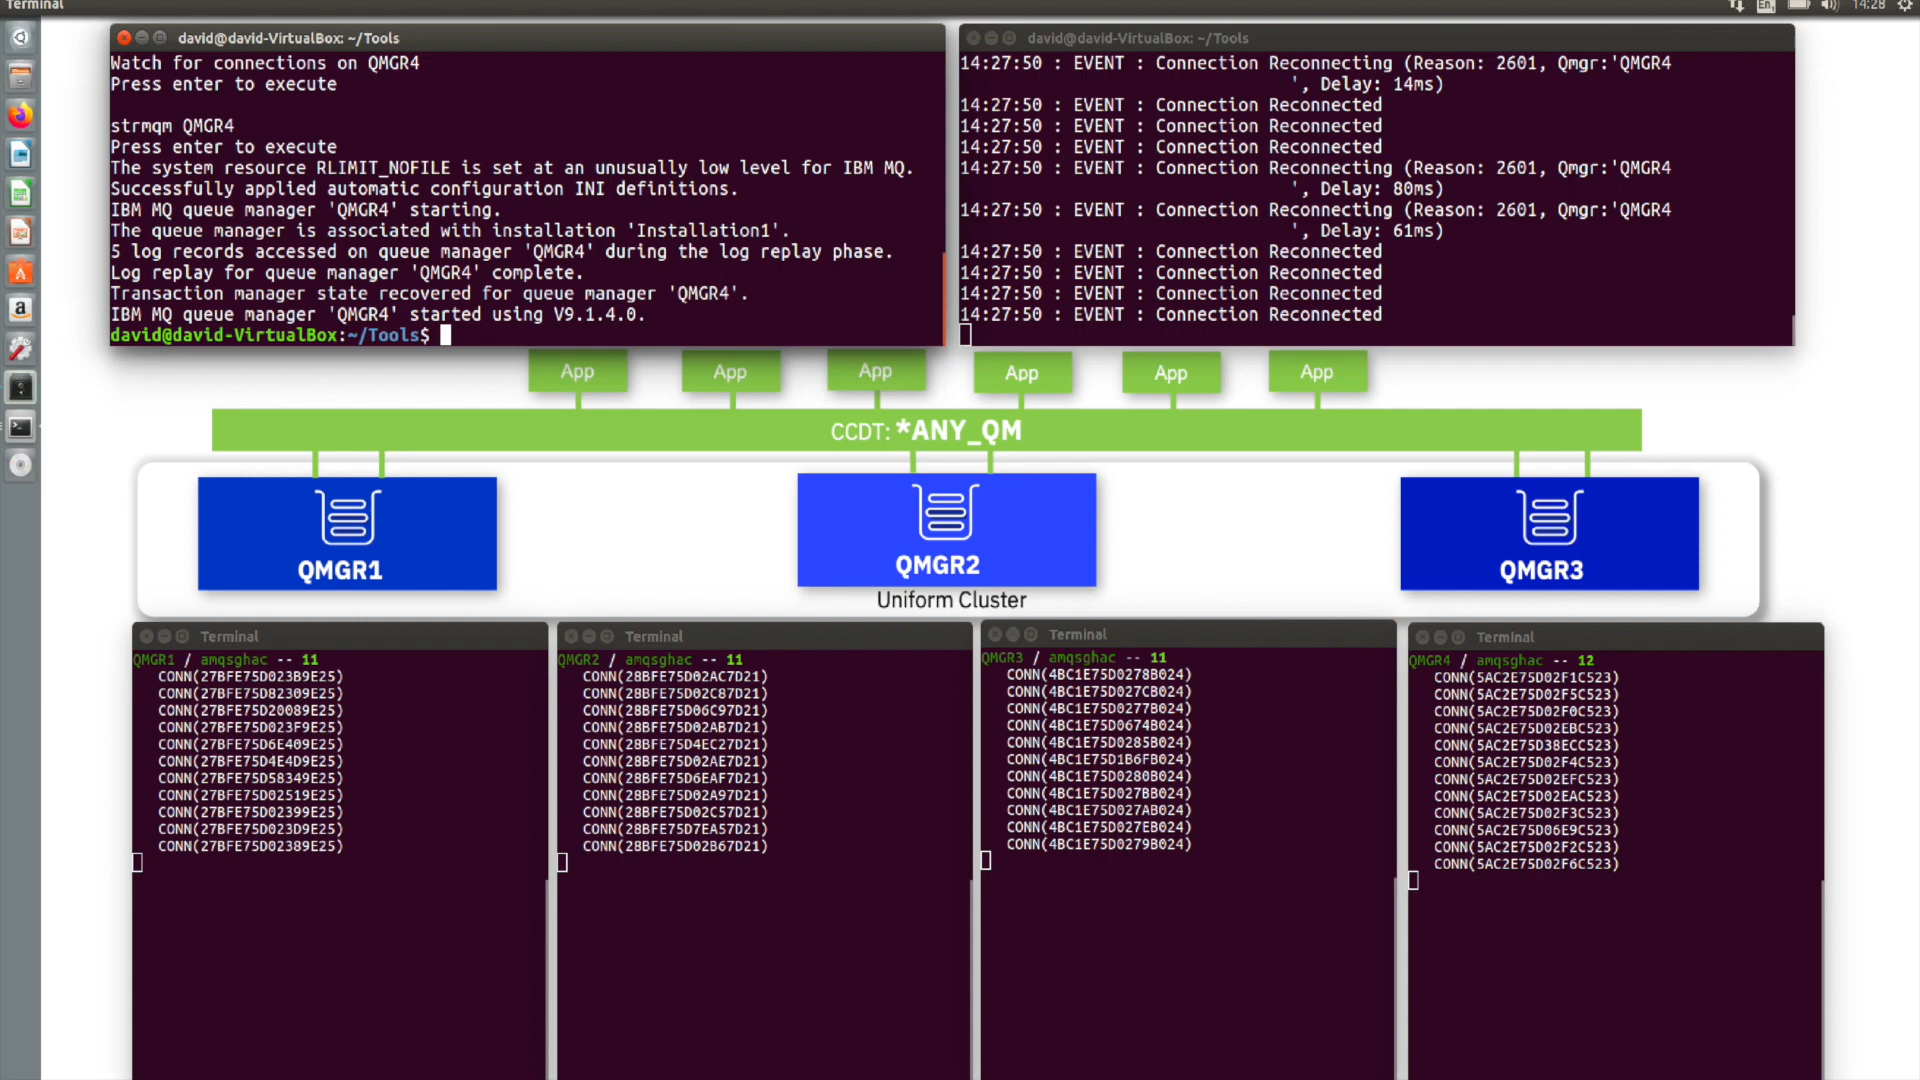 Terminal
En
14:28
david@david-VirtualBox: ~/Tools
Watch for connections on QMGR4
Press enter to execute
strmqm QMGR4
Press enter to execute
The system resource RLIMIT_NOFILE is set at an unusually low level for IBM MQ.
Successfully applied automatic configuration INI definitions.
IBM MQ queue manager 'QMGR4' starting.
The queue manager is associated with installation 'Installation1'.
5 log records accessed on queue manager 'QMGR4' during the log replay phase.
Log replay for queue manager 'QMGR4' complete.
Transaction manager state recovered for queue manager 'QMGR4'.
IBM MQ queue manager 'QMGR4' started using V9.1.4.0.
david@david-VirtualBox:~/Tools$
david@david-VirtualBox: ~/Tools
14:27:50 : EVENT : Connection Reconnecting (Reason: 2601, Qmgr:'QMGR4
', Delay: 14ms)
14:27:50 : EVENT : Connection Reconnected
14:27:50 : EVENT : Connection Reconnected
14:27:50 : EVENT : Connection Reconnected
14:27:50 : EVENT : Connection Reconnecting (Reason: 2601, Qmgr:'QMGR4
', Delay: 80ms)
14:27:50 : EVENT : Connection Reconnecting (Reason: 2601, Qmgr:'QMGR4
', Delay: 61ms)
14:27:50 : EVENT : Connection Reconnected
14:27:50 : EVENT : Connection Reconnected
14:27:50 : EVENT : Connection Reconnected
14:27:50 : EVENT : Connection Reconnected
App
App
App
App
App
App
CCDT: *ANY_QM
QMGR1
QMGR2
QMGR3
Uniform Cluster
Terminal
QMGR1 / amqsghac -- 11
CONN(27BFE75D023B9E25)
CONN(27BFE75D82309E25)
CONN(27BFE75D20089E25)
CONN(27BFE75D023F9E25)
CONN(27BFE75D6E409E25)
CONN(27BFE75D4E4D9E25)
CONN(27BFE75D58349E25)
CONN(27BFE75D02519E25)
CONN(27BFE75D02399E25)
CONN(27BFE75D023D9E25)
CONN(27BFE75D02389E25)
Terminal
QMGR2 / amqsghac -- 11
CONN(28BFE75D02AC7D21)
CONN(28BFE75D02C87D21)
CONN(28BFE75D06C97D21)
CONN(28BFE75D02AB7D21)
CONN(28BFE75D4EC27D21)
CONN(28BFE75D02AE7D21)
CONN(28BFE75D6EAF7D21)
CONN(28BFE75D02A97D21)
CONN(28BFE75D02C57D21)
CONN(28BFE75D7EA57D21)
CONN(28BFE75D02B67D21)
Terminal
QMGR3 / amqsghac -- 11
CONN(4BC1E75D0278B024)
CONN(4BC1E75D027CB024)
CONN(4BC1E75D0277B024)
CONN(4BC1E75D0674B024)
CONN(4BC1E75D0285B024)
CONN(4BC1E75D1B6FB024)
CONN(4BC1E75D0280B024)
CONN(4BC1E75D027BB024)
CONN(4BC1E75D027AB024)
CONN(4BC1E75D027EB024)
CONN(4BC1E75D0279B024)
Terminal
QMGR4 / amqsghac -- 12
CONN(5AC2E75D02F1C523)
CONN(5AC2E75D02F5C523)
CONN(5AC2E75D02F0C523)
CONN(5AC2E75D02EBC523)
CONN(5AC2E75D38ECC523)
CONN(5AC2E75D02F4C523)
CONN(5AC2E75D02EFC523)
CONN(5AC2E75D02EAC523)
CONN(5AC2E75D02F3C523)
CONN(5AC2E75D06E9C523)
CONN(5AC2E75D02F2C523)
CONN(5AC2E75D02F6C523)